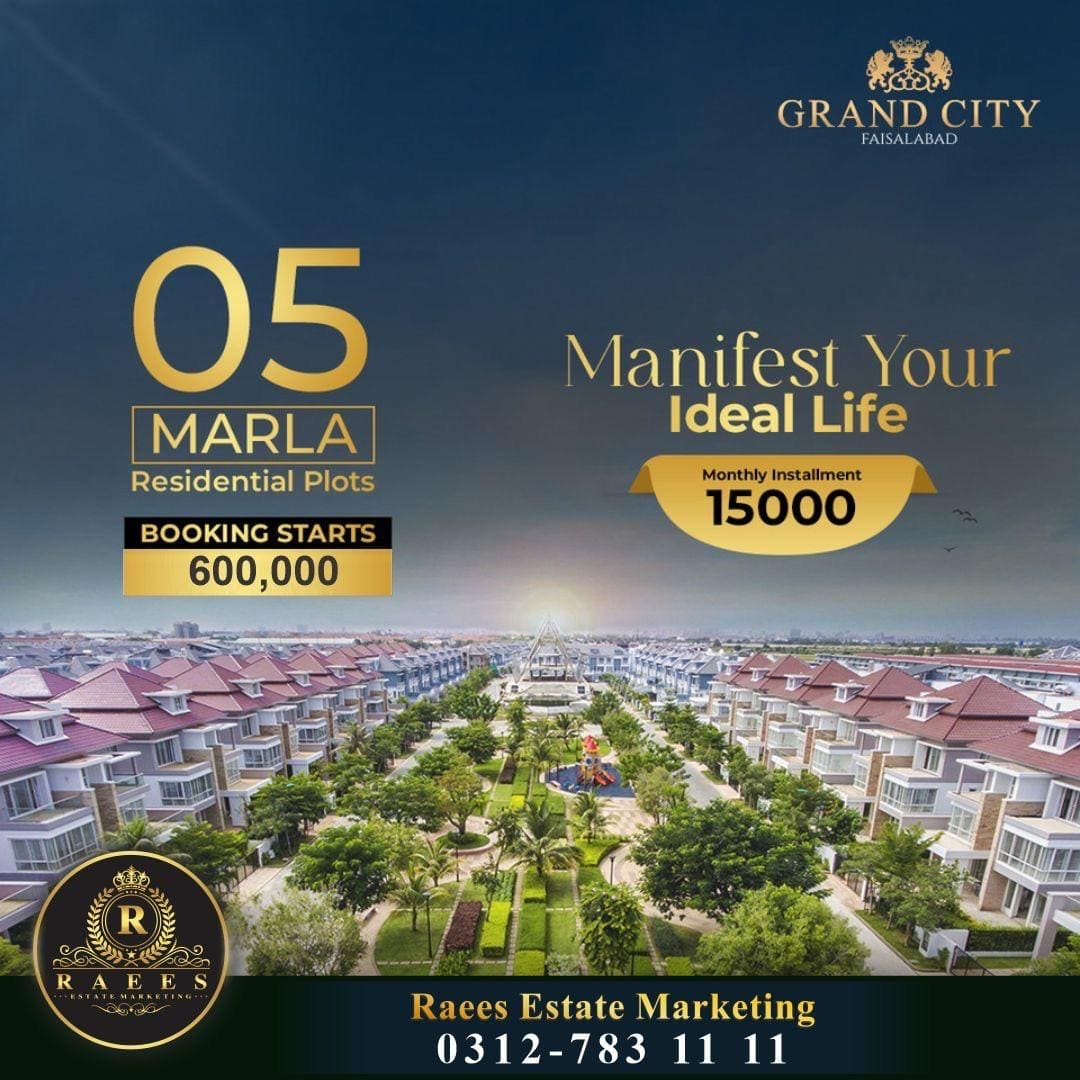 GRAND CITY
FAISALABAD
05
MARLA
Residential Plots
BOOKING STARTS
600,000
Manifest Your
Ideal Life
Monthly Installment
15000
R
RAEES
ESTATE MARKETING
Raees Estate Marketing
0312-783 11 11